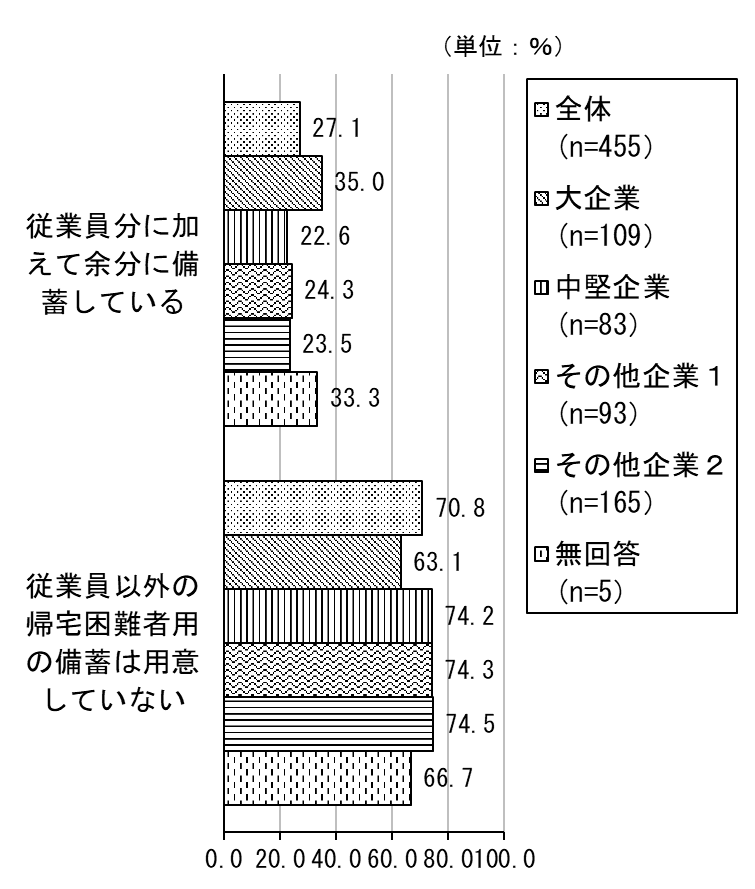 （単位：％）
従業員分に加
えて余分に備
蓄している
27.1
35.0
22.6
24.3
23.5
33.3
従業員以外の
帰宅困難者用
の備蓄は用意
していない
70.8
63.1
74.2
74.3
74.5
66.7
0.0 20.0 40.0 60.0 80.0 100.0
全体
（n=455）
大企業
（n=109）
中堅企業
（n=83）
その他企業１
（n=93）
その他企業２
（n=165）
無回答
（n=5）